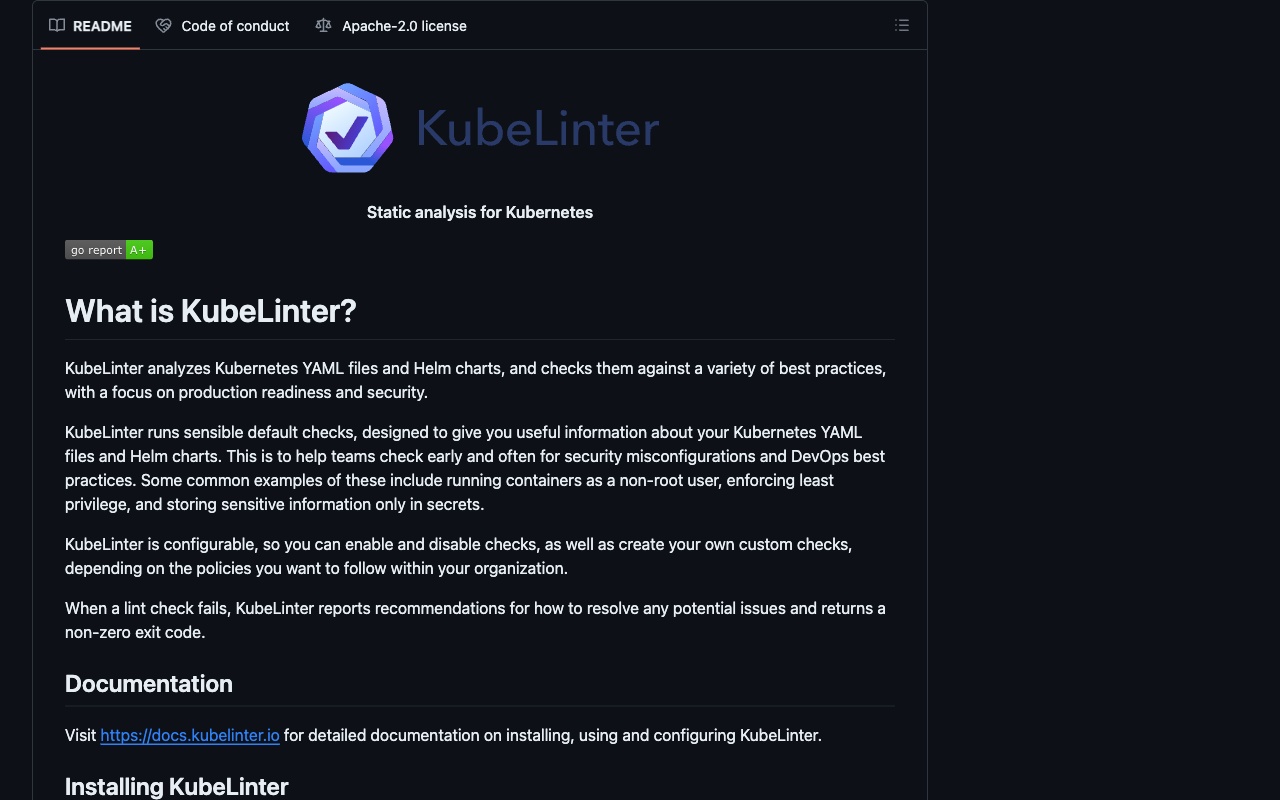 README
Code of conduct
Apache-2.0 license
KubeLinter
Static analysis for Kubernetes
go report A+
What is KubeLinter?
KubeLinter analyzes Kubernetes YAML files and Helm charts, and checks them against a variety of best practices,
with a focus on production readiness and security.
KubeLinter runs sensible default checks, designed to give you useful information about your Kubernetes YAML
files and Helm charts. This is to help teams check early and often for security misconfigurations and DevOps best
practices. Some common examples of these include running containers as a non-root user, enforcing least
privilege, and storing sensitive information only in secrets.
KubeLinter is configurable, so you can enable and disable checks, as well as create your own custom checks,
depending on the policies you want to follow within your organization.
When a lint check fails, KubeLinter reports recommendations for how to resolve any potential issues and returns a
non-zero exit code.
Documentation
Visit https://docs.kubelinter.io for detailed documentation on installing, using and configuring KubeLinter.
Installing KubeLinter